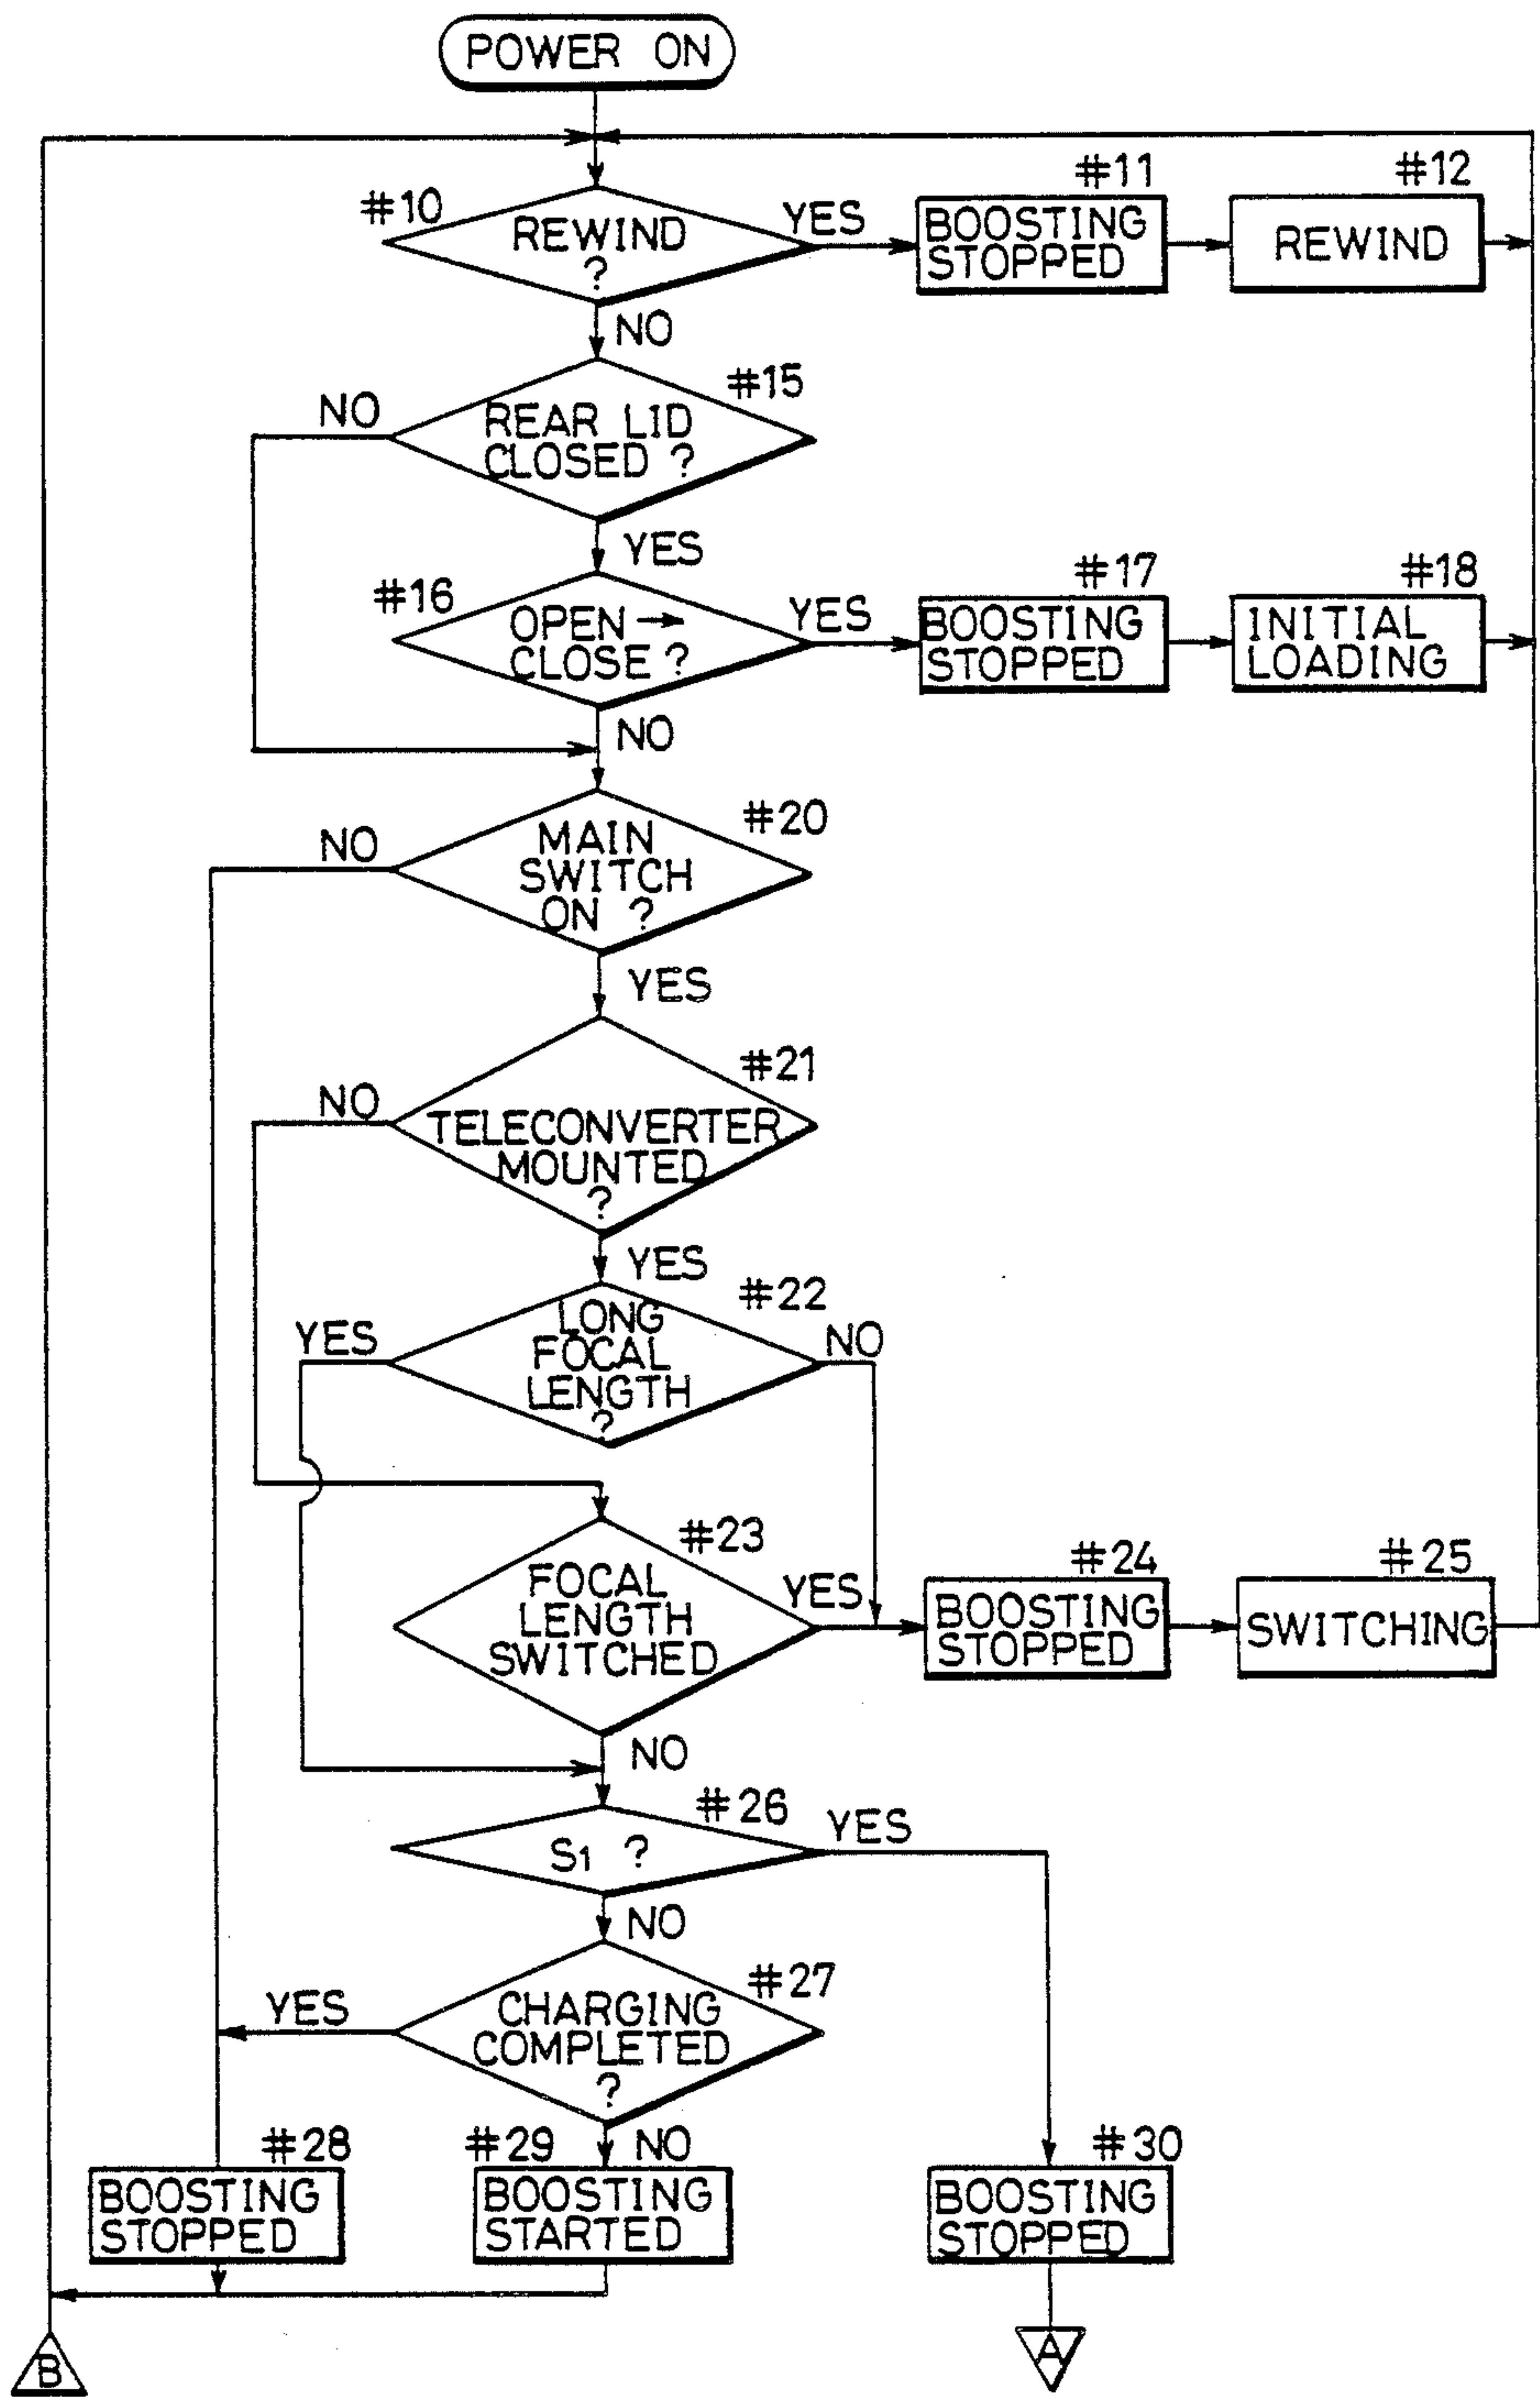 POWER ON
#10
REWIND
?
YES
#11
BOOSTING
STOPPED
#12
REWIND
NO
#15
NO
REAR LID
CLOSED ?
YES
#16
OPEN →
CLOSE ?
YES
#17
BOOSTING
STOPPED
#18
INITIAL
LOADING
NO
#20
NO
MAIN
SWITCH
ON ?
YES
#21
NO
TELECONVERTER
MOUNTED
?
YES
#22
YES
LONG
FOCAL
LENGTH
?
NO
#23
FOCAL
LENGTH
SWITCHED
YES
#24
BOOSTING
STOPPED
#25
SWITCHING
NO
#26
S1 ?
YES
NO
#27
YES
CHARGING
COMPLETED
?
NO
#28
BOOSTING
STOPPED
#29
BOOSTING
STARTED
#30
BOOSTING
STOPPED
B
A